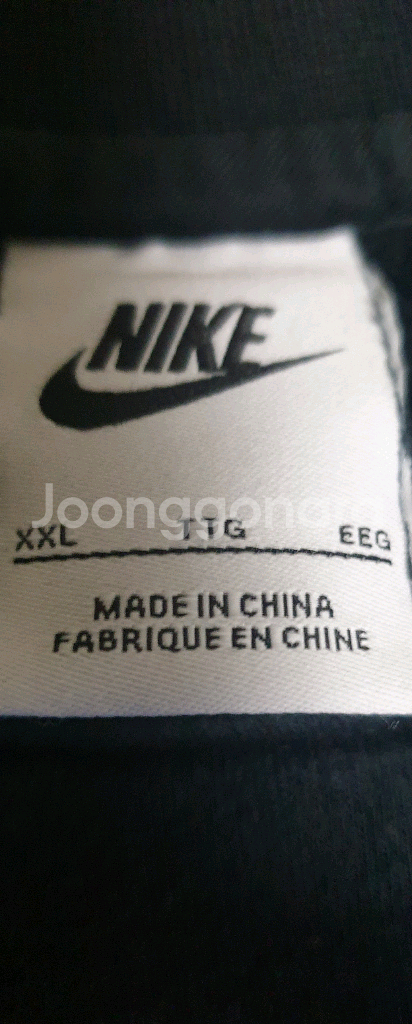 NIKE
Joonggonara
XXL TTG EEG
MADE IN CHINA
FABRIQUE EN CHINE